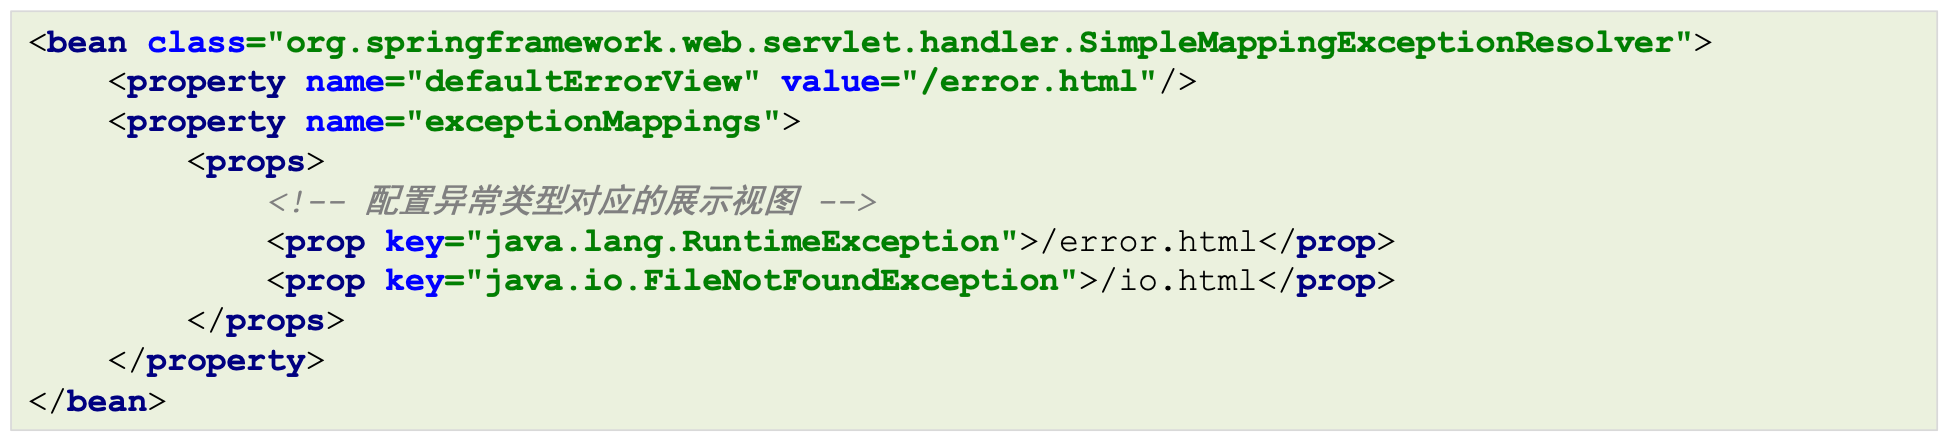 <bean class="org.springframework.web.servlet.handler.SimpleMappingExceptionResolver">
    <property name="defaultErrorView" value="/error.html"/>
    <property name="exceptionMappings">
        <props>
            <!-- 配置异常类型对应的展示视图 -->
            <prop key="java.lang.RuntimeException">/error.html</prop>
            <prop key="java.io.FileNotFoundException">/io.html</prop>
        </props>
    </property>
</bean>